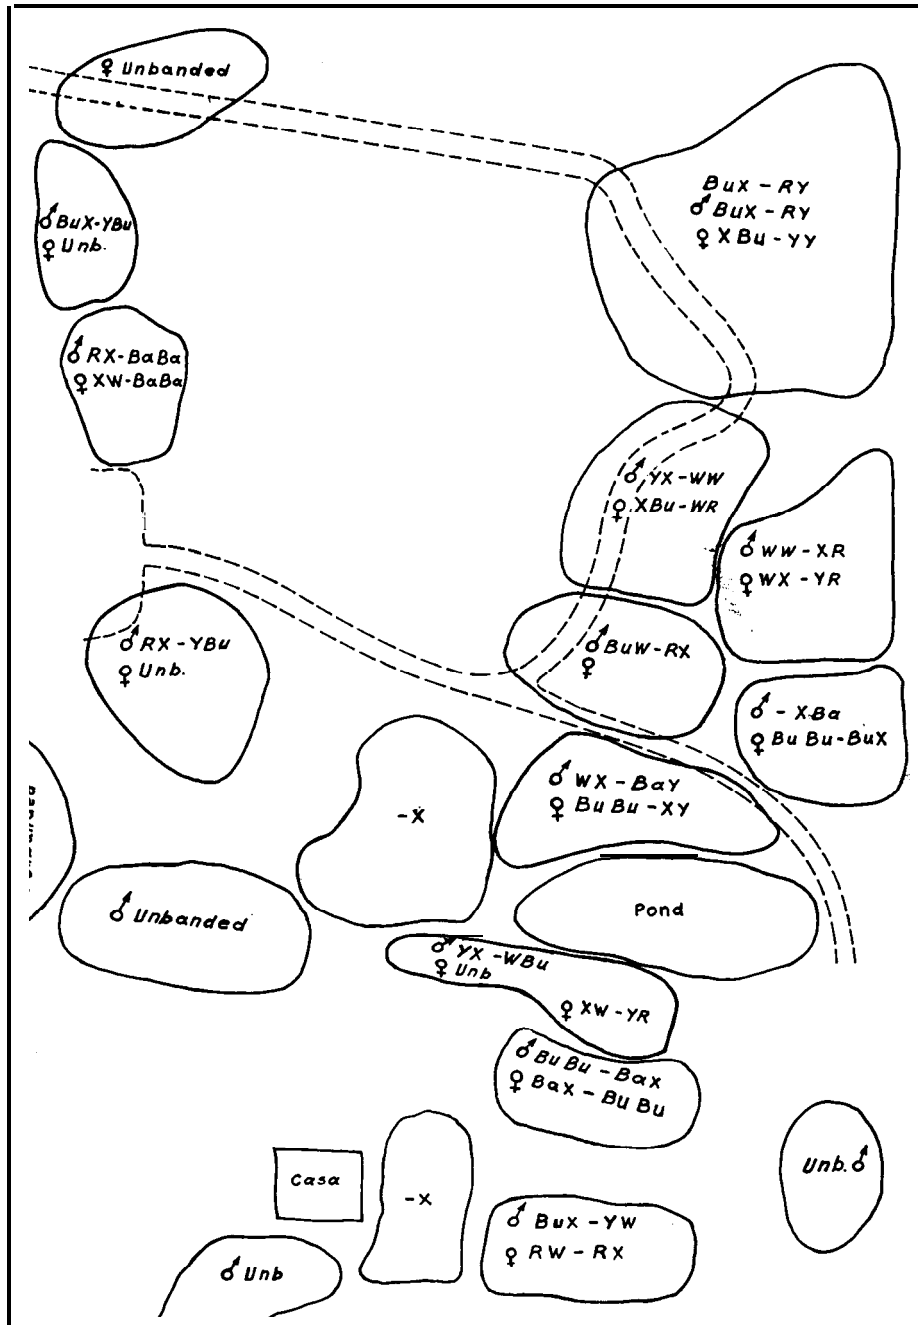 ♀ Unbanded
BuX - RY
♂ BuX - RY
♀ XBu - YY
♂ BuX-YBu
♀ Unb.
♂ RX-BaBa
♀ XW-BaBa
♂ YX-WW
♀ XBu-WR
♂ WW-XR
♀ WX-YR
♂ RX-YBu
♀ Unb.
♂ BuW-RX
♀
♂ - XBa
♀ BuBu-BuX
♂ WX-BaY
♀ BuBu-XY
-X
♂ Unbanded
Pond
♂ YX-WBu
♀ Unb
♀ XW-YR
♂ BuBu-BaX
♀ BaX-BuBu
Unb. ♂
Casa
-X
♂ BuX-YW
♀ RW-RX
♂ Unb